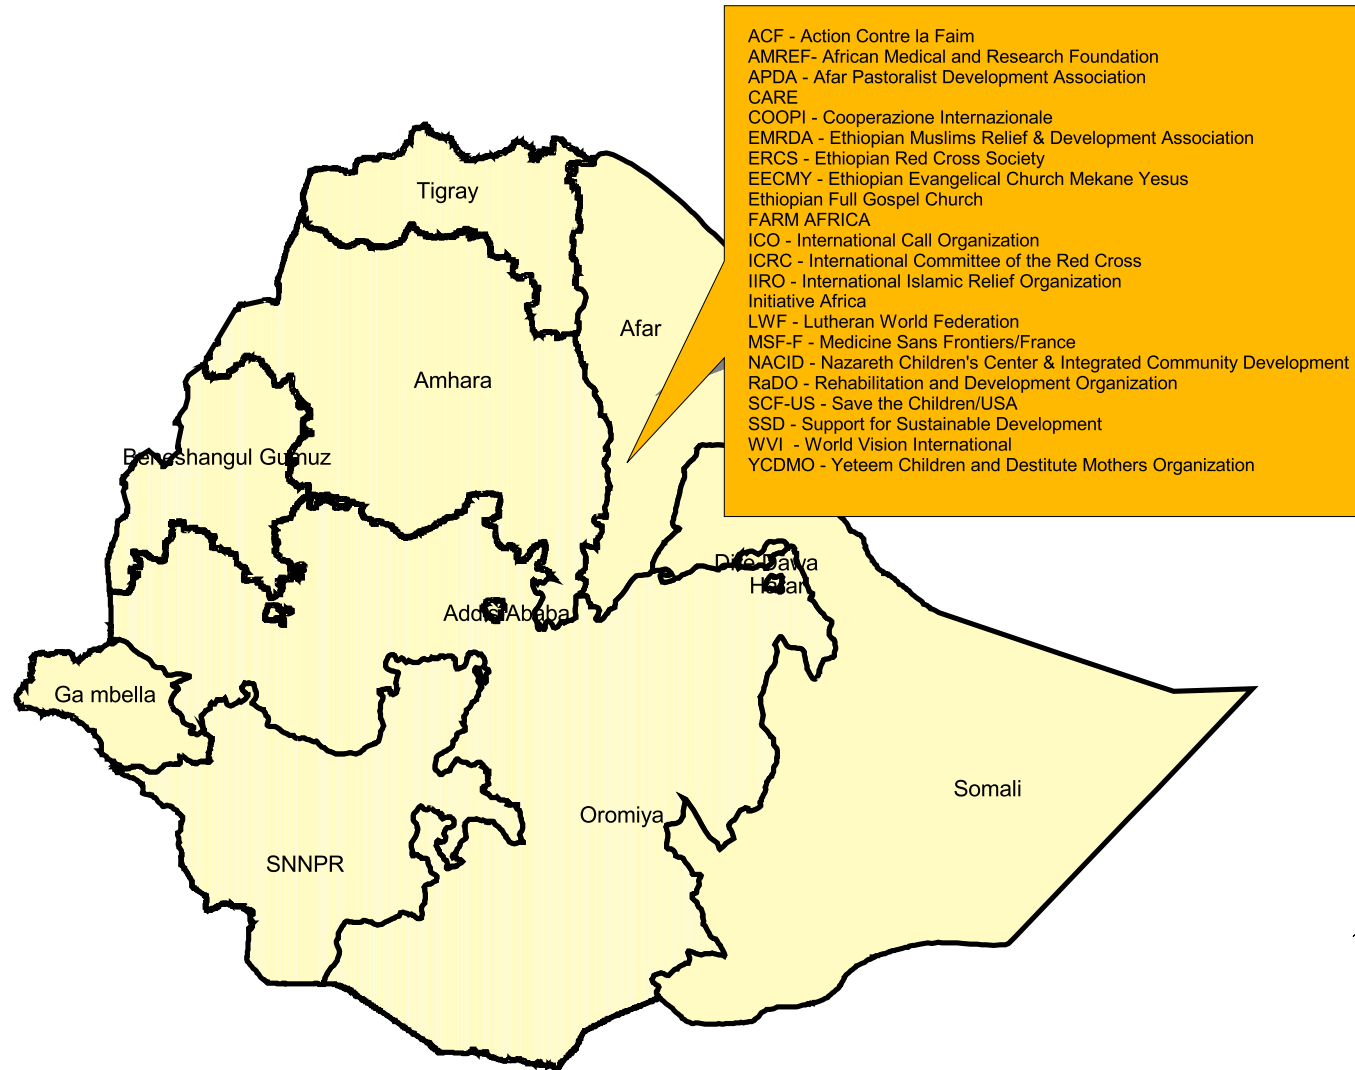 ACF - Action Contre la Faim
AMREF- African Medical and Research Foundation
APDA - Afar Pastoralist Development Association
CARE
COOPI - Cooperazione Internazionale
EMRDA - Ethiopian Muslims Relief & Development Association
ERCS - Ethiopian Red Cross Society
EECMY - Ethiopian Evangelical Church Mekane Yesus
Ethiopian Full Gospel Church
FARM AFRICA
ICO - International Call Organization
ICRC - International Committee of the Red Cross
IIRO - International Islamic Relief Organization
Initiative Africa
LWF - Lutheran World Federation
MSF-F - Medicine Sans Frontiers/France
NACID - Nazareth Children's Center & Integrated Community Development
RaDO - Rehabilitation and Development Organization
SCF-US - Save the Children/USA
SSD - Support for Sustainable Development
WVI - World Vision International
YCDMO - Yeteem Children and Destitute Mothers Organization
Tigray
Afar
Amhara
Beneshangul Gumuz
Dire Dawa
Harari
Addis Ababa
Ga mbella
Somali
Oromiya
SNNPR